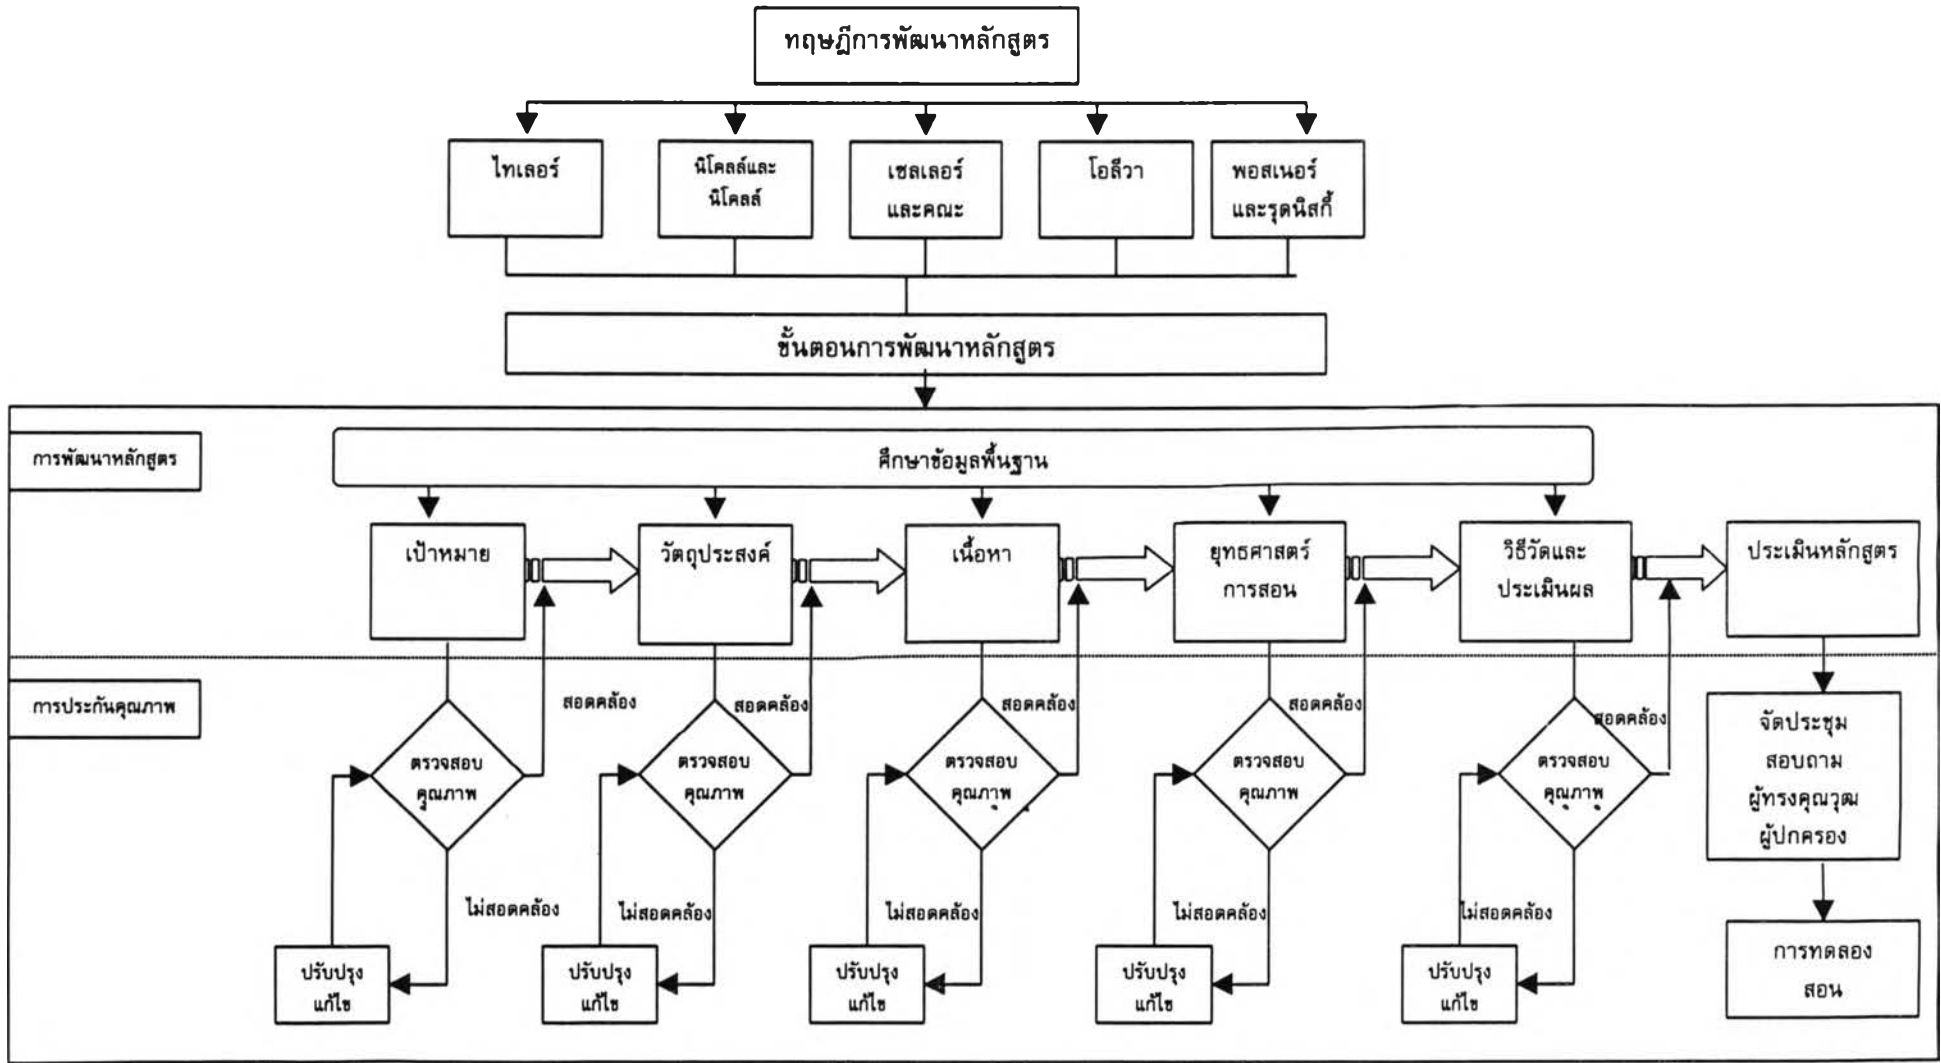 ทฤษฎีการพัฒนาหลักสูตร
ไทเลอร์
นิโคลล์และ
นิโคลล์
เซลเลอร์
และคณะ
โอลีวา
พอสเนอร์
และรุดนิสกี้
ขั้นตอนการพัฒนาหลักสูตร
การพัฒนาหลักสูตร
ศึกษาข้อมูลพื้นฐาน
เป้าหมาย
วัตถุประสงค์
เนื้อหา
ยุทธศาสตร์
การสอน
วิธีวัดและ
ประเมินผล
ประเมินหลักสูตร
การประกันคุณภาพ
สอดคล้อง
สอดคล้อง
สอดคล้อง
สอดคล้อง
สอดคล้อง
ตรวจสอบ
คุณภาพ
ตรวจสอบ
คุณภาพ
ตรวจสอบ
คุณภาพ
ตรวจสอบ
คุณภาพ
ตรวจสอบ
คุณภาพ
จัดประชุม
สอบถาม
ผู้ทรงคุณวุฒ
ผู้ปกครอง
ไม่สอดคล้อง
ไม่สอดคล้อง
ไม่สอดคล้อง
ไม่สอดคล้อง
ไม่สอดคล้อง
ปรับปรุง
แก้ไข
ปรับปรุง
แก้ไข
ปรับปรุง
แก้ไข
ปรับปรุง
แก้ไข
ปรับปรุง
แก้ไข
การทดลอง
สอน